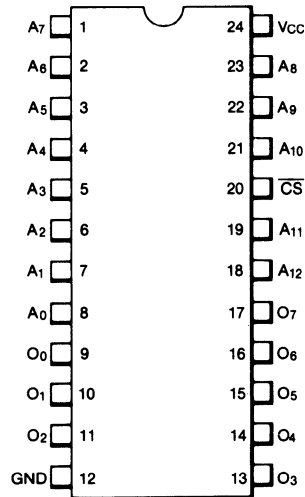 A7 1 24 VCC
A6 2 23 A8
A5 3 22 A9
A4 4 21 A10
A3 5 20 C̅S̅
A2 6 19 A11
A1 7 18 A12
A0 8 17 O7
O0 9 16 O6
O1 10 15 O5
O2 11 14 O4
GND 12 13 O3